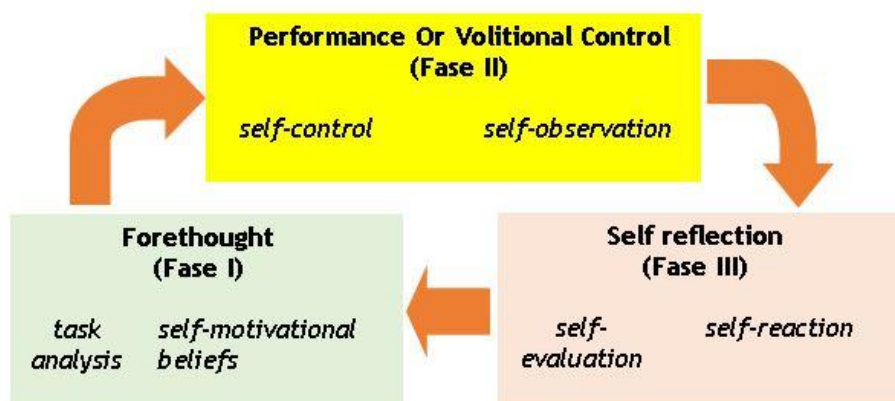 Performance Or Volitional Control
(Fase II)
self-control
self-observation
Forethought
(Fase I)
task
analysis
self-motivational
beliefs
Self reflection
(Fase III)
self-
evaluation
self-reaction